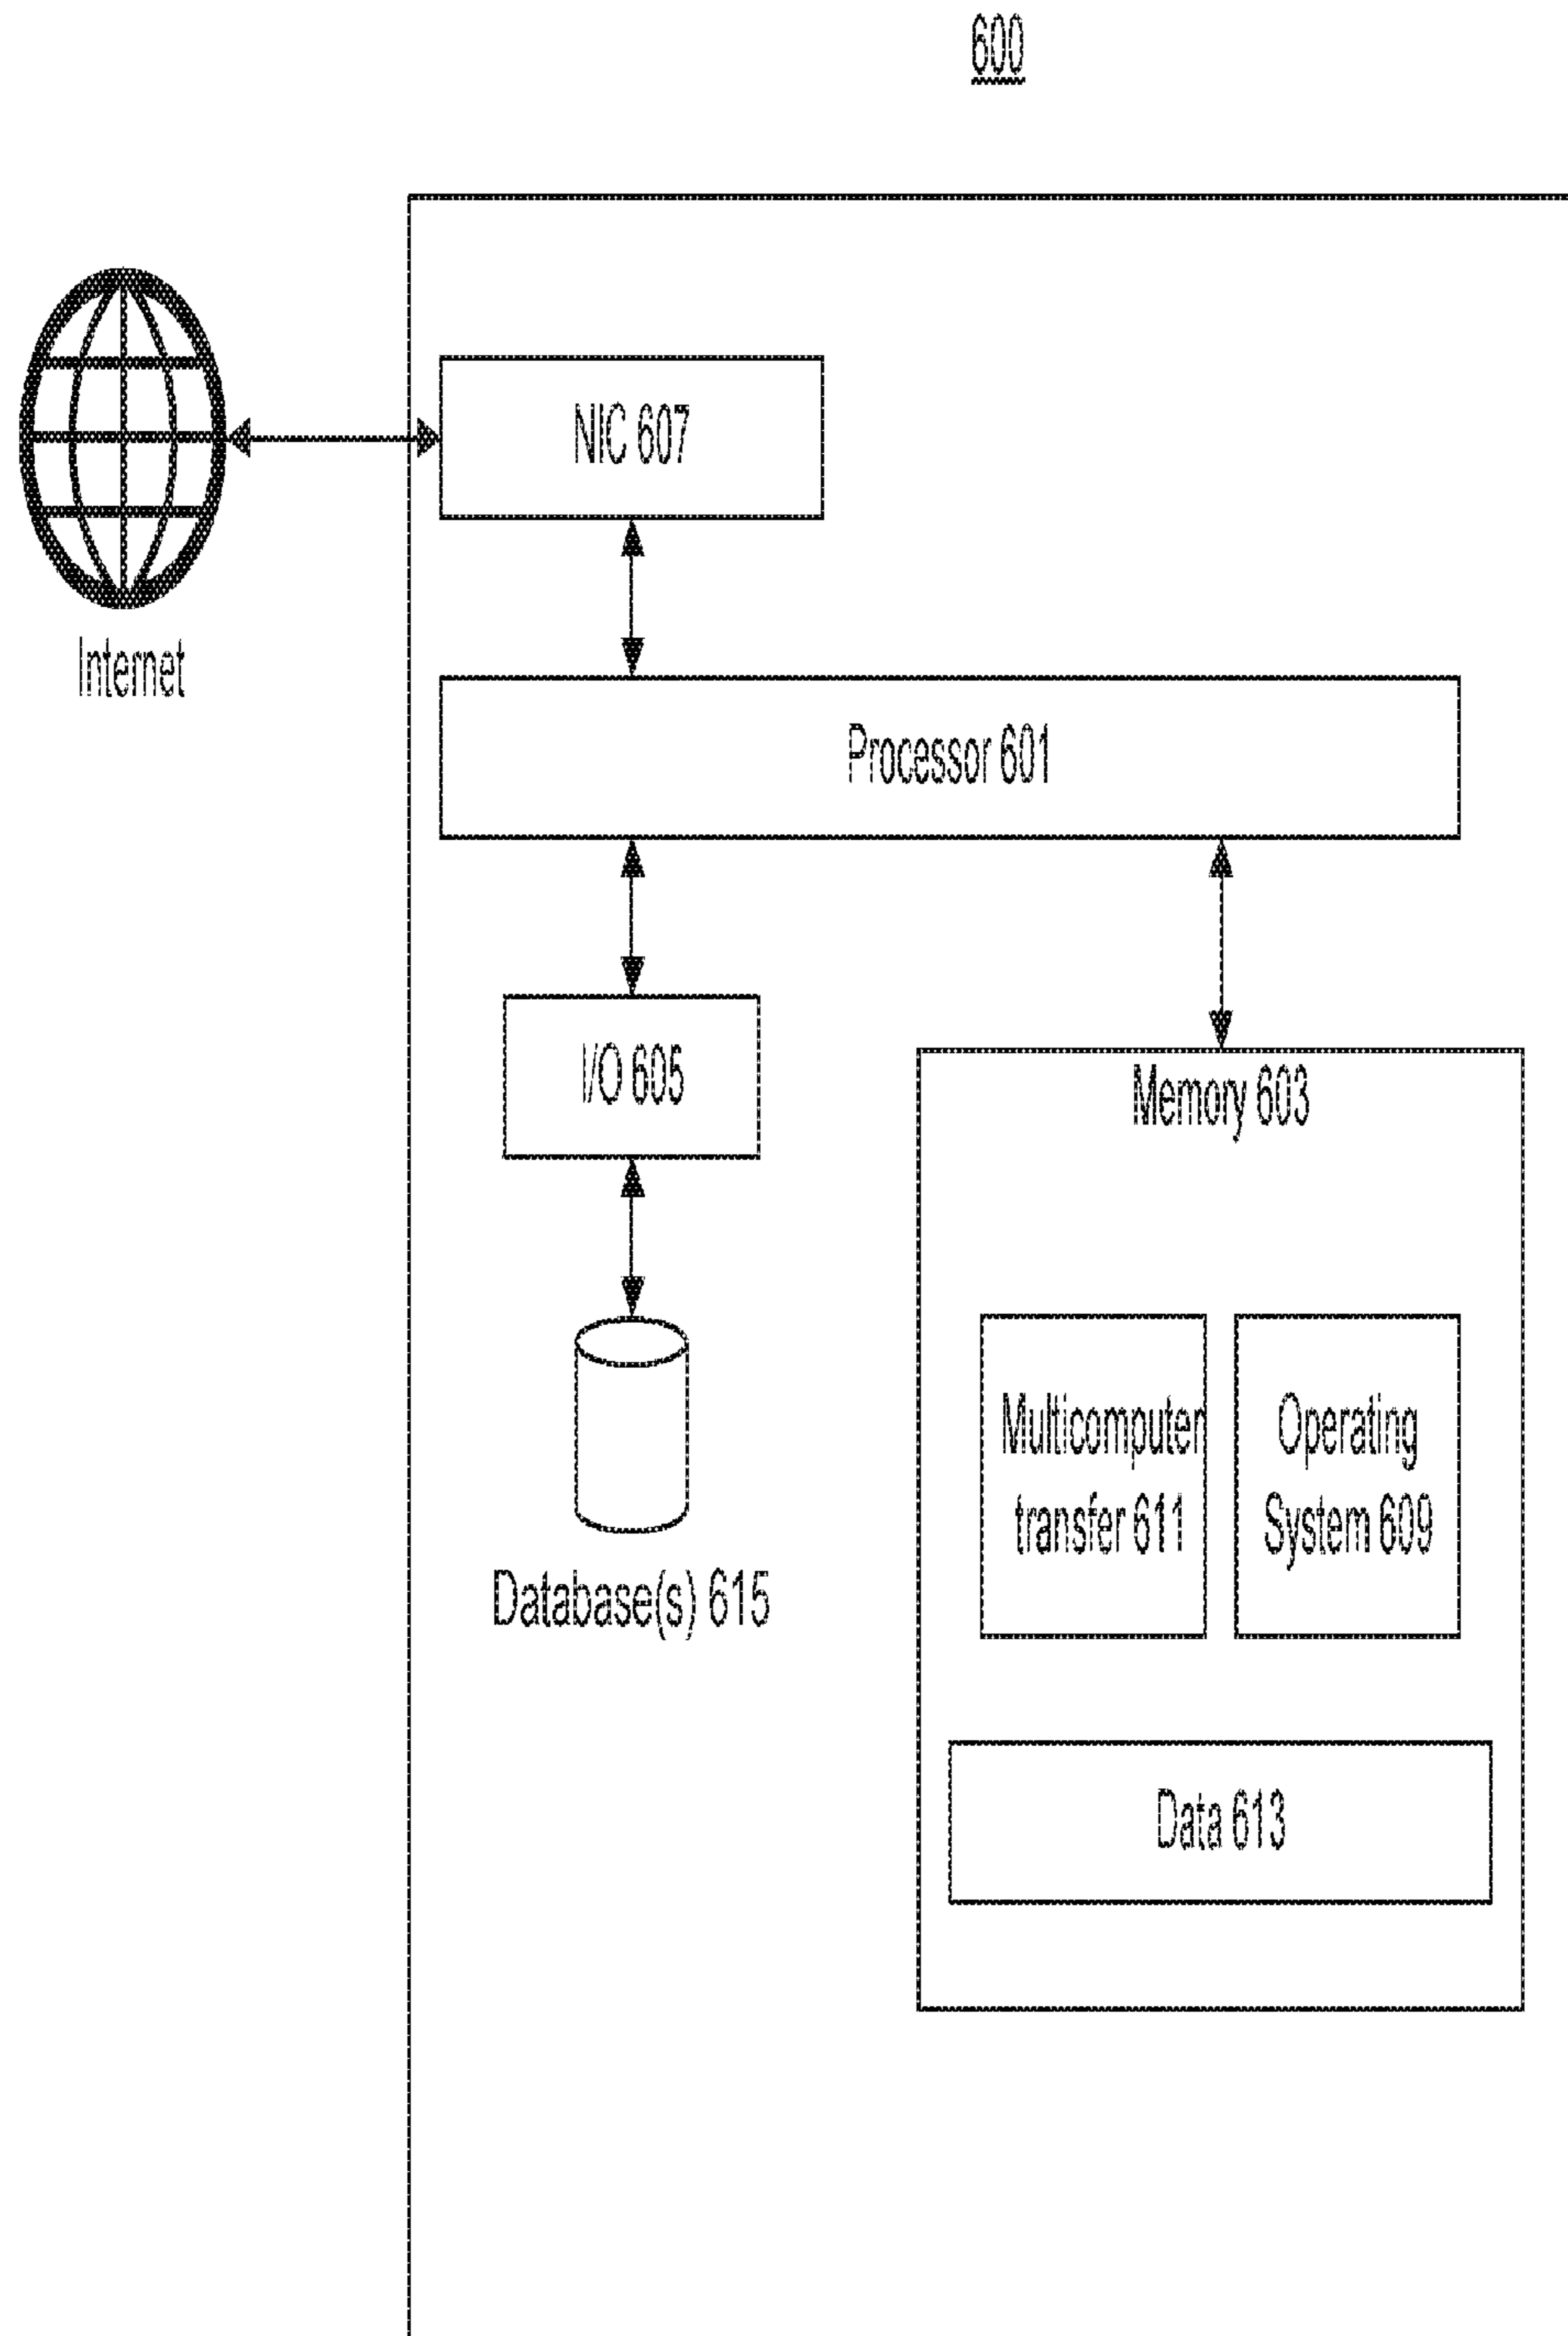 600
NIC 607
Internet
Processor 601
I/O 605
Memory 603
Multicomputer
transfer 611
Operating
System 609
Database(s) 615
Data 613